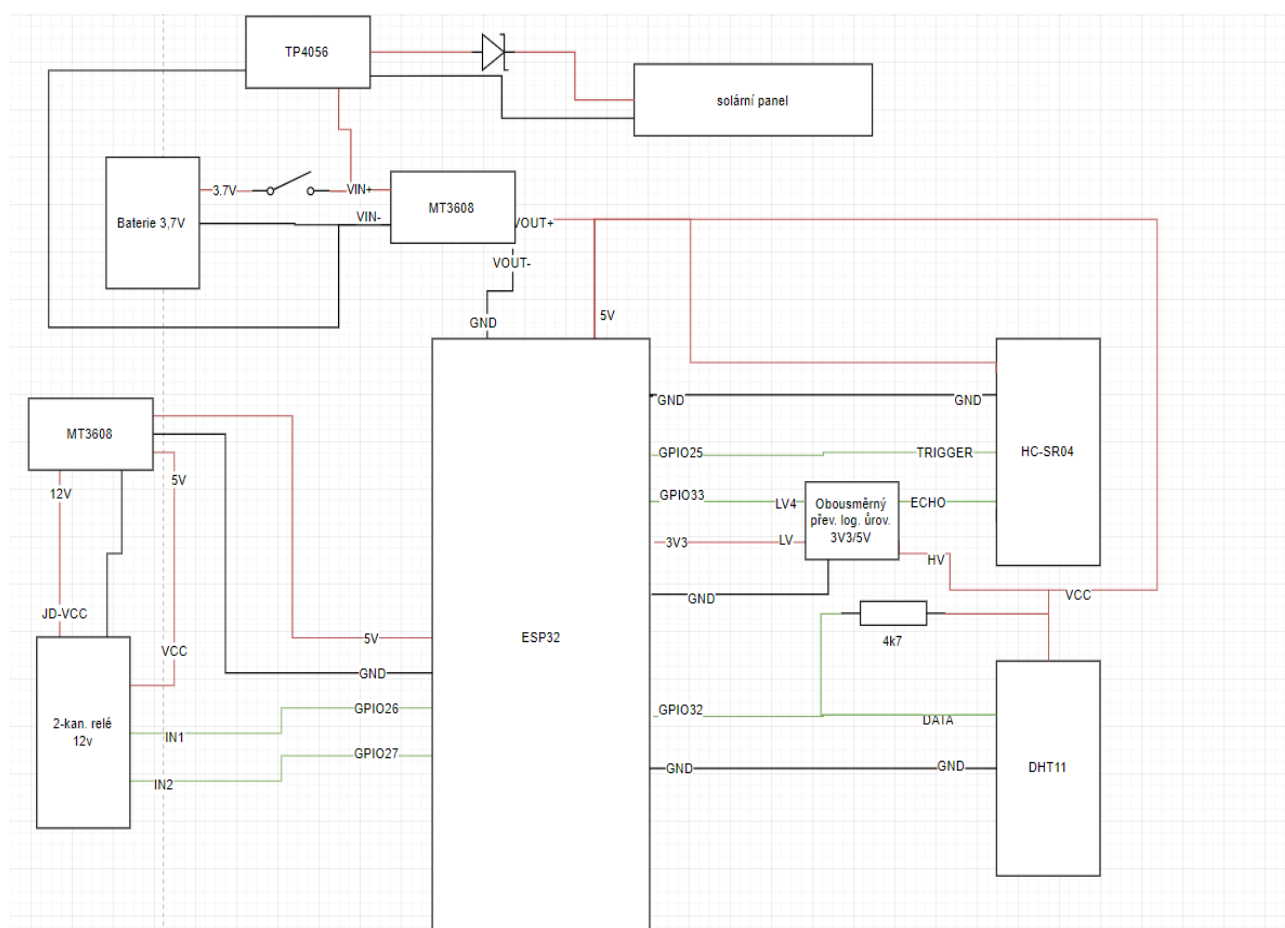 TP4056
solární panel
Baterie 3,7V
3.7V
VIN+
VIN-
MT3608
VOUT+
VOUT-
GND
5V
MT3608
12V
5V
JD-VCC
VCC
2-kan. relé
12v
IN1
IN2
5V
GND
GPIO26
GPIO27
ESP32
GND
GND
GPIO25
TRIGGER
GPIO33
LV4
Obousměrný
přev. log. ůrov.
3V3/5V
ECHO
3V3
LV
HV
GND
HC-SR04
VCC
4k7
GPIO32
DATA
GND
GND
DHT11